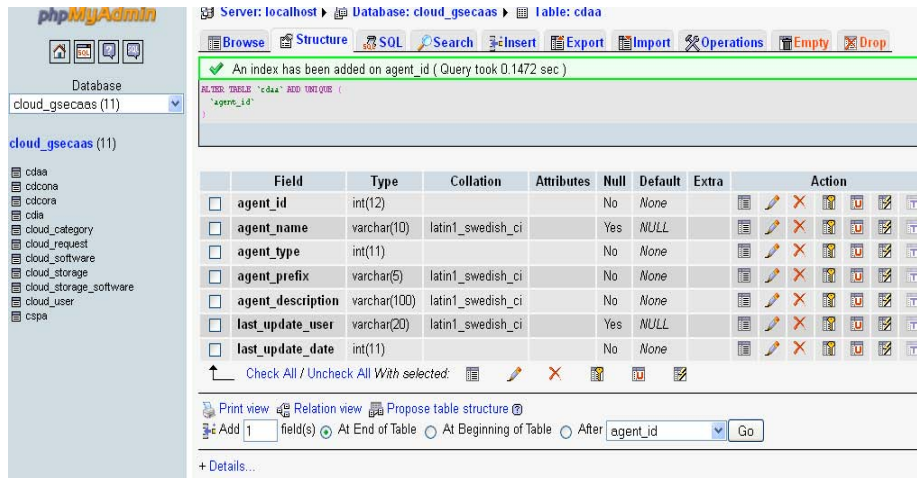 phpMyAdmin
Database
cloud_gsecaas (11)
cloud_gsecaas (11)
cdaa
cdcona
cdcora
cdia
cloud_category
cloud_request
cloud_software
cloud_storage
cloud_storage_software
cloud_user
cspa
Server: localhost Database: cloud_gsecaas Table: cdaa
Browse Structure SQL Search Insert Export Import Operations Empty Drop
An index has been added on agent_id ( Query took 0.1472 sec )
ALTER TABLE `cdaa` ADD UNIQUE (
`agent_id`
)
Field Type Collation Attributes Null Default Extra Action
agent_id int(12) No None
agent_name varchar(10) latin1_swedish_ci Yes NULL
agent_type int(11) No None
agent_prefix varchar(5) latin1_swedish_ci No None
agent_description varchar(100) latin1_swedish_ci No None
last_update_user varchar(20) latin1_swedish_ci Yes NULL
last_update_date int(11) No None
Check All / Uncheck All With selected:
Print view Relation view Propose table structure
Add 1 field(s) At End of Table At Beginning of Table After agent_id Go
+ Details...